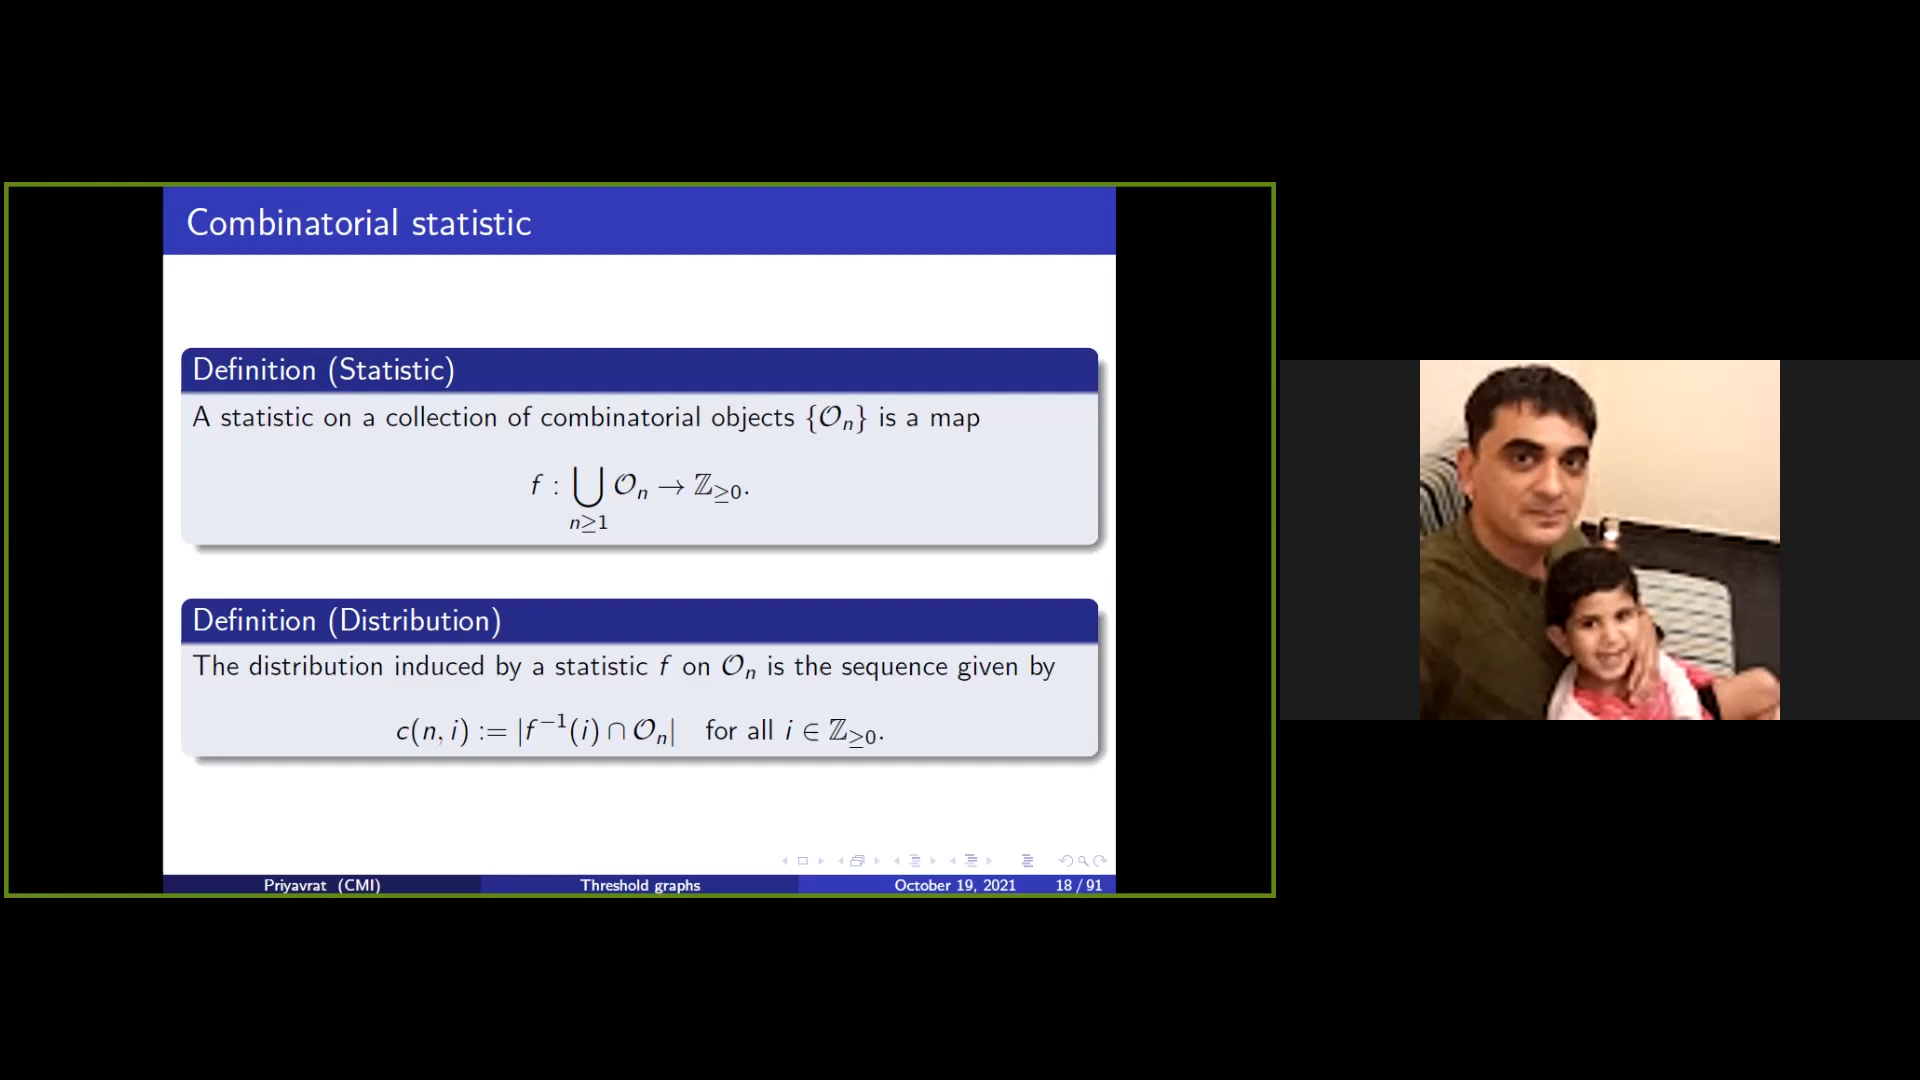 Combinatorial statistic
Definition (Statistic)
A statistic on a collection of combinatorial objects {𝒪ₙ} is a map
f : ⋃ 𝒪ₙ → ℤ≥0.
n≥1
Definition (Distribution)
The distribution induced by a statistic f on 𝒪ₙ is the sequence given by
c(n, i) := |f⁻¹(i) ∩ 𝒪ₙ| for all i ∈ ℤ≥0.
Priyavrat (CMI) Threshold graphs October 19, 2021 18 / 91